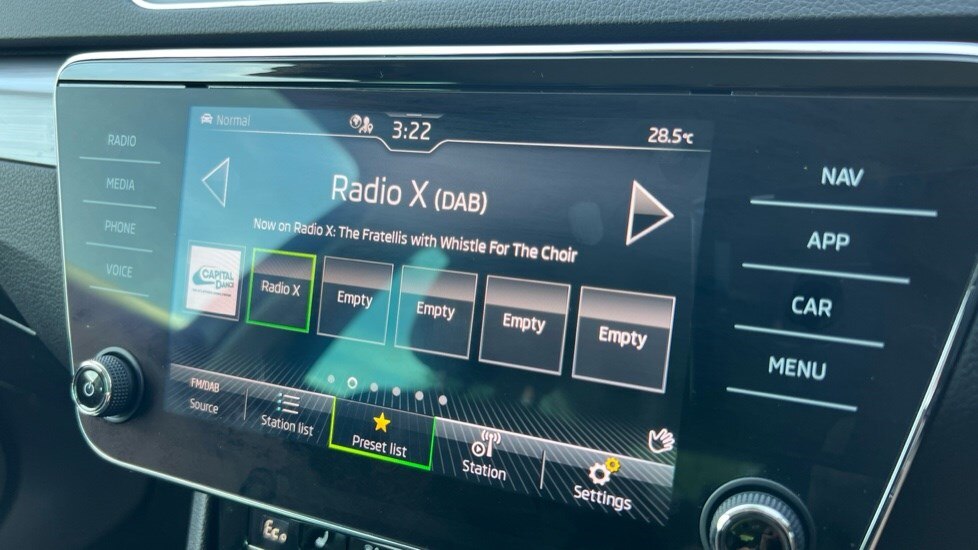 Normal
3:22
28.5°C
RADIO
MEDIA
PHONE
VOICE
Radio X (DAB)
Now on Radio X: The Fratellis with Whistle For The Choir
CAPITAL
DANCE
Radio X
Empty
Empty
Empty
Empty
FM/DAB
Source
Station list
Preset list
Station
Settings
NAV
APP
CAR
MENU